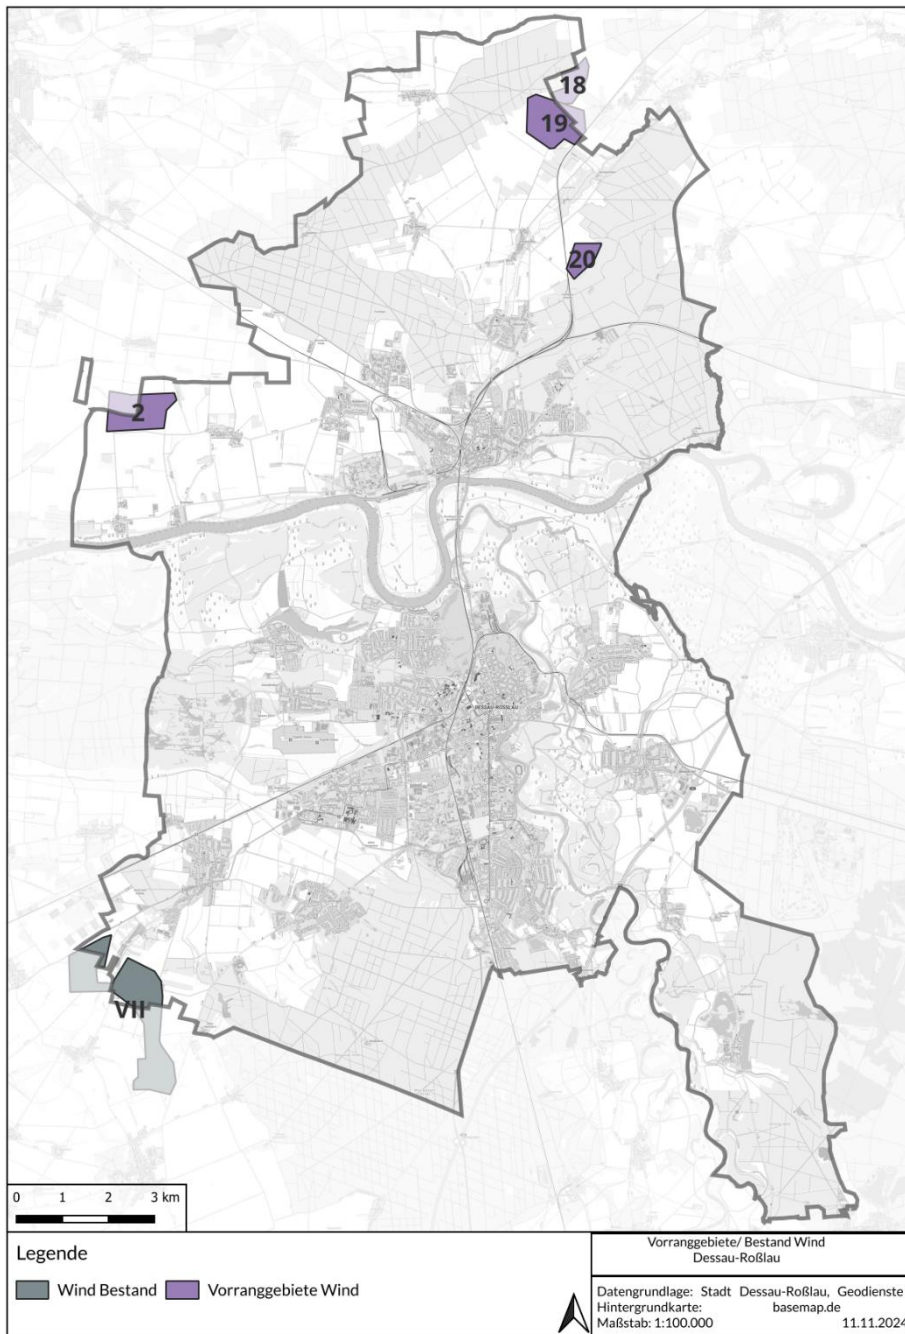 18
19
20
2
DESSAU-ROSSLAU
VII
0 1 2 3 km
Legende
Wind Bestand Vorranggebiete Wind
Vorranggebiete/ Bestand Wind
Dessau-Roßlau
Datengrundlage: Stadt Dessau-Roßlau, Geodienste
Hintergrundkarte: basemap.de
Maßstab: 1:100.000 11.11.2024